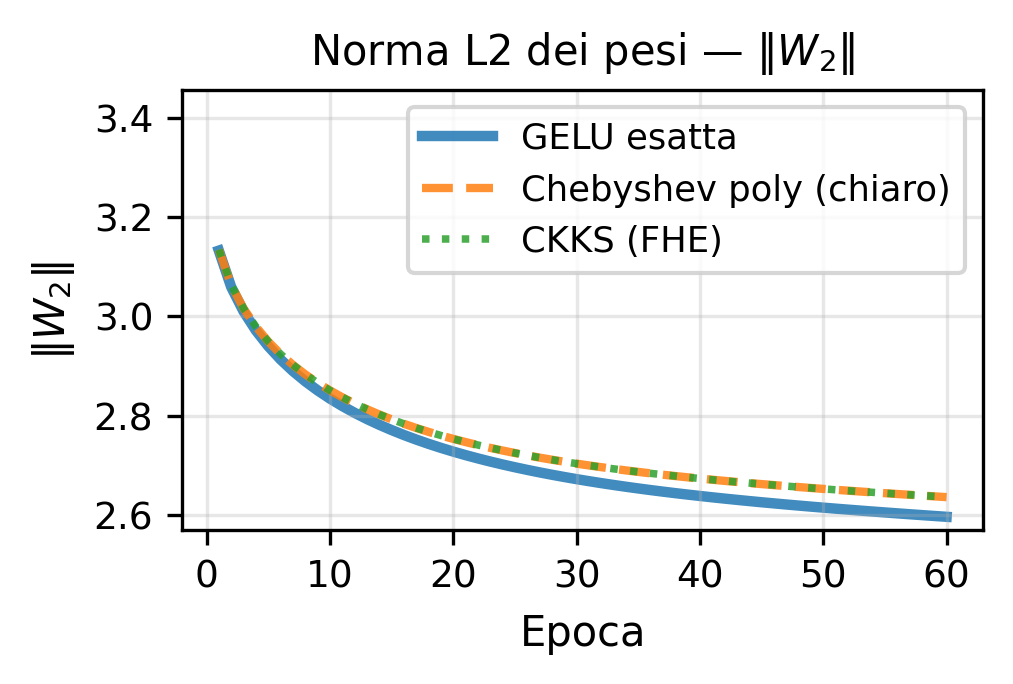 Norma L2 dei pesi — ‖W₂‖
GELU esatta
Chebyshev poly (chiaro)
CKKS (FHE)
‖W₂‖
3.4
3.2
3.0
2.8
2.6
0 10 20 30 40 50 60
Epoca